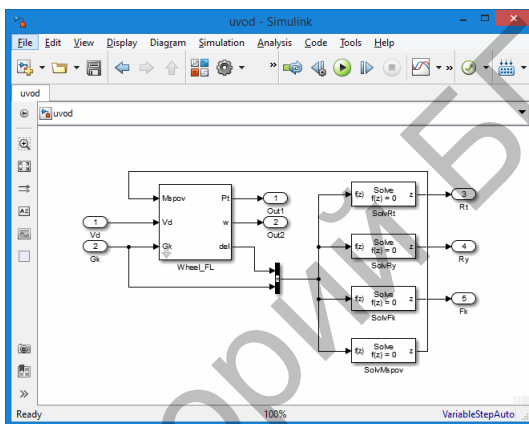 uvod - Simulink
File Edit View Display Diagram Simulation Analysis Code Tools Help
uvod
uvod
Mspov Pt
1
Out1
Vd w
2
Out2
1
Vd
2
Gk
Gk del
Wheel_FL
f(z) Solve f(z) = 0 z
SolvRt
3
Rt
f(z) Solve f(z) = 0 z
SolvRy
4
Ry
f(z) Solve f(z) = 0 z
SolvFk
5
Fk
f(z) Solve f(z) = 0 z
SolvMspov
Ready 100% VariableStepAuto